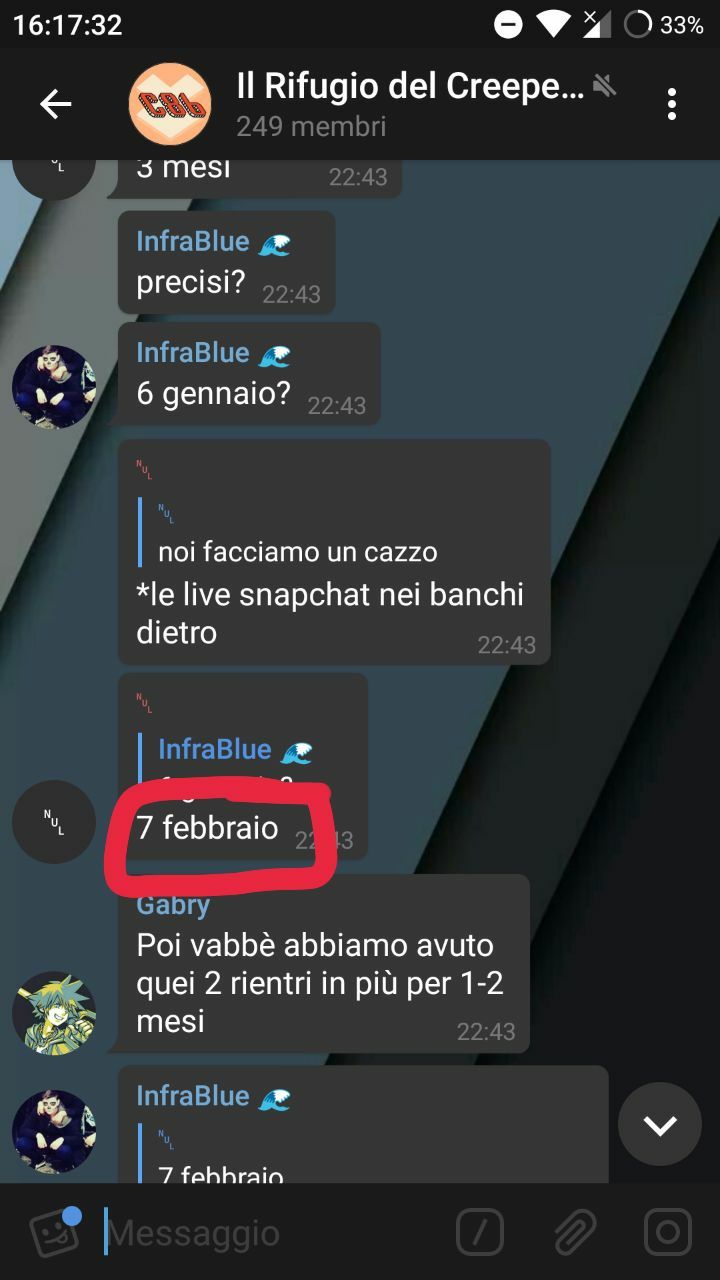 16:17:32
33%
Il Rifugio del Creepe...
249 membri
3 mesi
22:43
InfraBlue 🌊
precisi?
22:43
InfraBlue 🌊
6 gennaio?
22:43
NUL
NUL
noi facciamo un cazzo
*le live snapchat nei banchi
dietro
22:43
NUL
InfraBlue 🌊
NUL
7 febbraio
Gabry
Poi vabbè abbiamo avuto
quei 2 rientri in più per 1-2
mesi
22:43
InfraBlue 🌊
NUL
7 febbraio
Messaggio